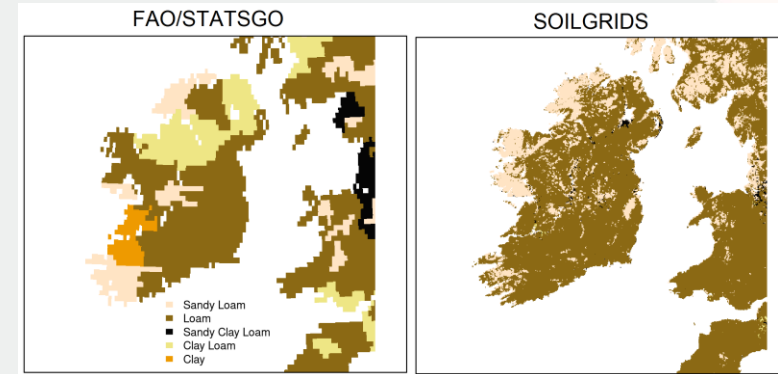 FAO/STATSGO
SOILGRIDS
Sandy Loam
Loam
Sandy Clay Loam
Clay Loam
Clay